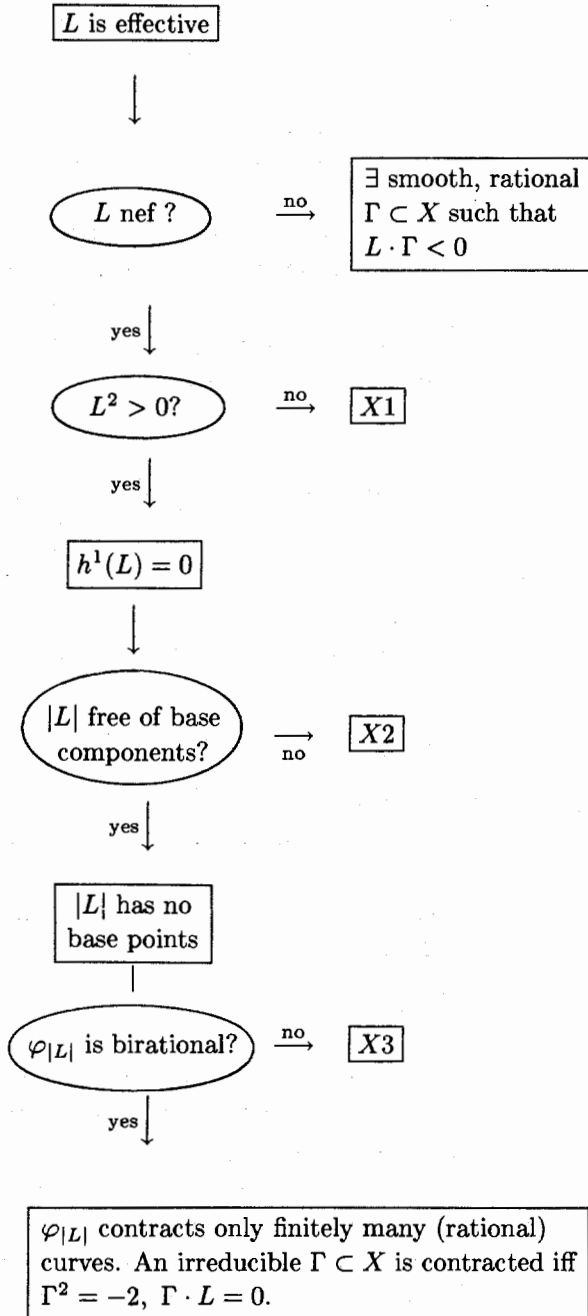 L is effective
L nef ?
no
∃ smooth, rational
Γ ⊂ X such that
L · Γ < 0
yes
L² > 0?
no
X1
yes
h¹(L) = 0
|L| free of base
components?
no
X2
yes
|L| has no
base points
φ|L| is birational?
no
X3
yes
φ|L| contracts only finitely many (rational)
curves. An irreducible Γ ⊂ X is contracted iff
Γ² = −2, Γ · L = 0.